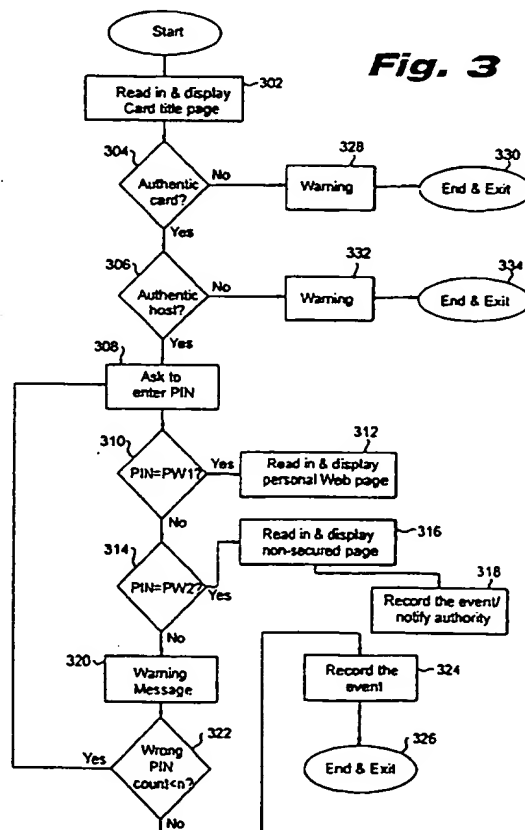 Start
Fig. 3
302
Read in & display
Card title page
304
Authentic
card?
No
328
Warning
330
End & Exit
Yes
306
Authentic
host?
No
332
Warning
334
End & Exit
Yes
308
Ask to
enter PIN
310
PIN=PW1?
Yes
312
Read in & display
personal Web page
No
314
PIN=PW2?
Yes
Read in & display
non-secured page
316
318
Record the event/
notify authority
No
320
Warning
Message
Record the
event
324
322
Yes
Wrong
PIN
count<n?
326
End & Exit
No